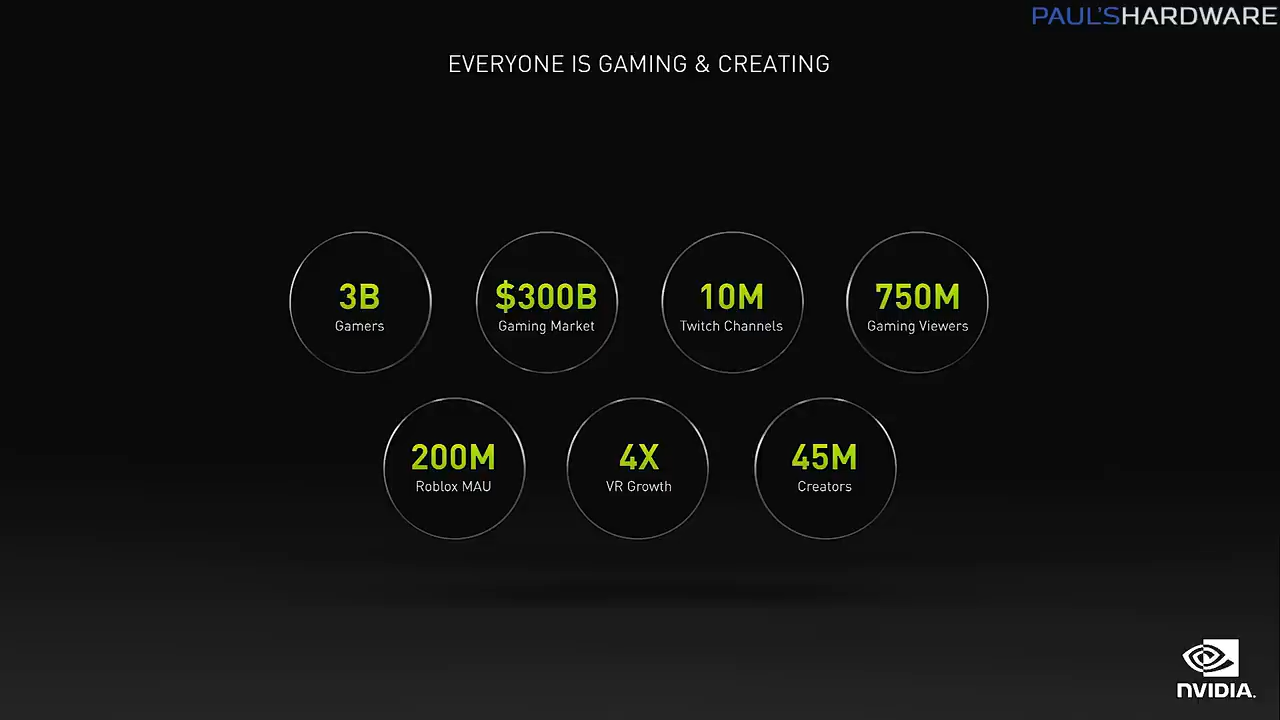 PAUL'SHARDWARE
EVERYONE IS GAMING & CREATING
3B
Gamers
$300B
Gaming Market
10M
Twitch Channels
750M
Gaming Viewers
200M
Roblox MAU
4X
VR Growth
45M
Creators
NVIDIA.